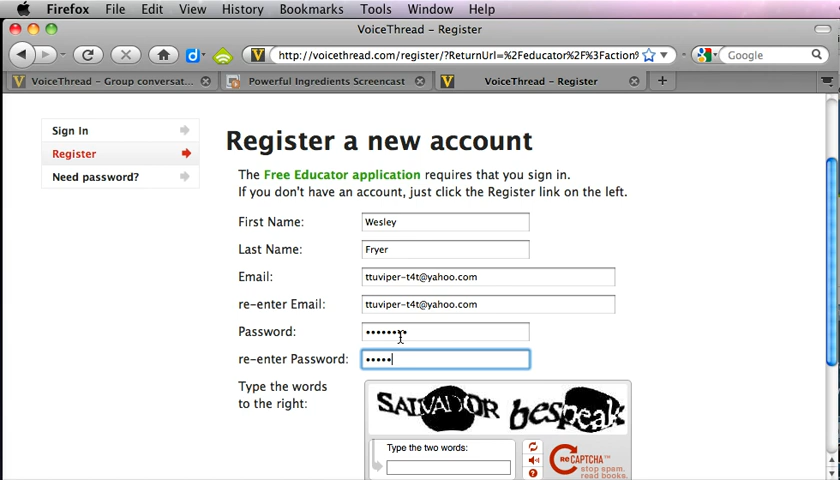 Firefox File Edit View History Bookmarks Tools Window Help
VoiceThread - Register
http://voicethread.com/register/?ReturnUrl=%2Feducator%2F%3Faction%
Google
VoiceThread - Group conversat...
Powerful Ingredients Screencast
VoiceThread - Register
Sign In
Register
Need password?
Register a new account
The Free Educator application requires that you sign in.
If you don't have an account, just click the Register link on the left.
First Name: Wesley
Last Name: Fryer
Email: ttuviper-t4t@yahoo.com
re-enter Email: ttuviper-t4t@yahoo.com
Password: ••••••••
re-enter Password: •••••
Type the words
to the right:
SALVADOR bespeak
Type the two words:
reCAPTCHA™
stop spam.
read books.